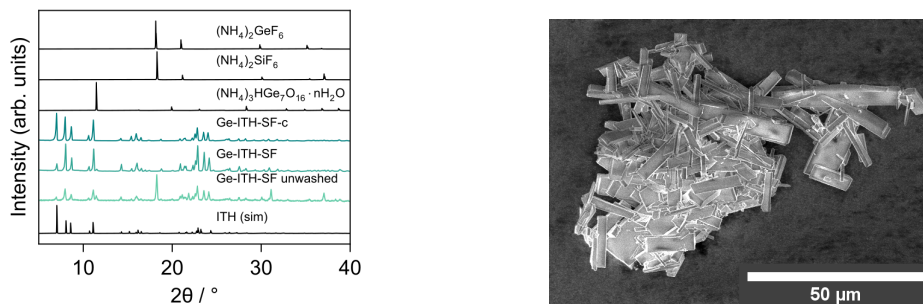 Intensity (arb. units)
(NH₄)₂GeF₆
(NH₄)₂SiF₆
(NH₄)₃HGe₇O₁₆ · nH₂O
Ge-ITH-SF-c
Ge-ITH-SF
Ge-ITH-SF unwashed
ITH (sim)
10
20
30
40
2θ / °
50 µm